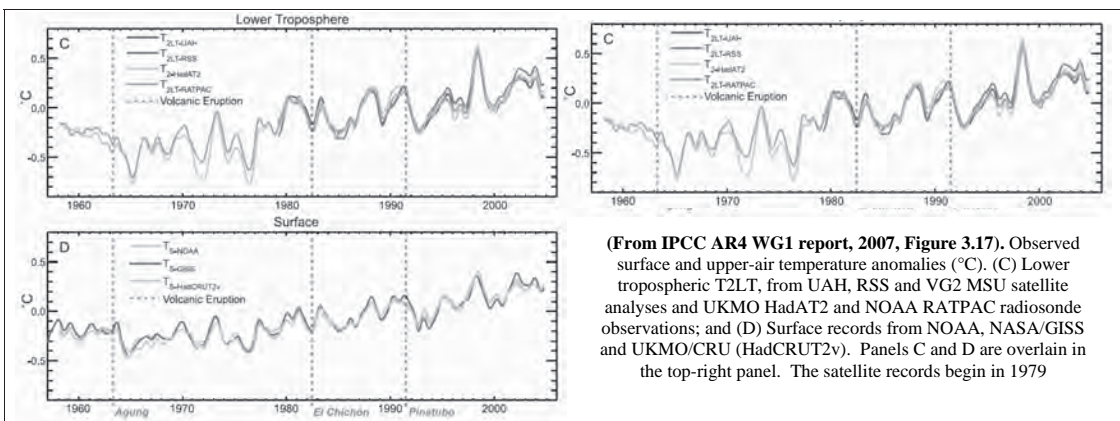 Lower Troposphere
C
T2LT-UAH
T2LT-RSS
T2-HadAT2
T2LT-RATPAC
Volcanic Eruption
0.5
0.0
-0.5
°C
1960 1970 1980 1990 2000
C
T2LT-UAH
T2LT-RSS
T2-HadAT2
T2LT-RATPAC
Volcanic Eruption
0.5
0.0
-0.5
°C
1960 1970 1980 1990 2000
Surface
D
TS-NOAA
TS-GISS
TS-HadCRUT2v
Volcanic Eruption
0.5
0.0
-0.5
°C
1960 1970 1980 1990 2000
Agung El Chichón Pinatubo
(From IPCC AR4 WG1 report, 2007, Figure 3.17). Observed
surface and upper-air temperature anomalies (°C). (C) Lower
tropospheric T2LT, from UAH, RSS and VG2 MSU satellite
analyses and UKMO HadAT2 and NOAA RATPAC radiosonde
observations; and (D) Surface records from NOAA, NASA/GISS
and UKMO/CRU (HadCRUT2v). Panels C and D are overlain in
the top-right panel. The satellite records begin in 1979